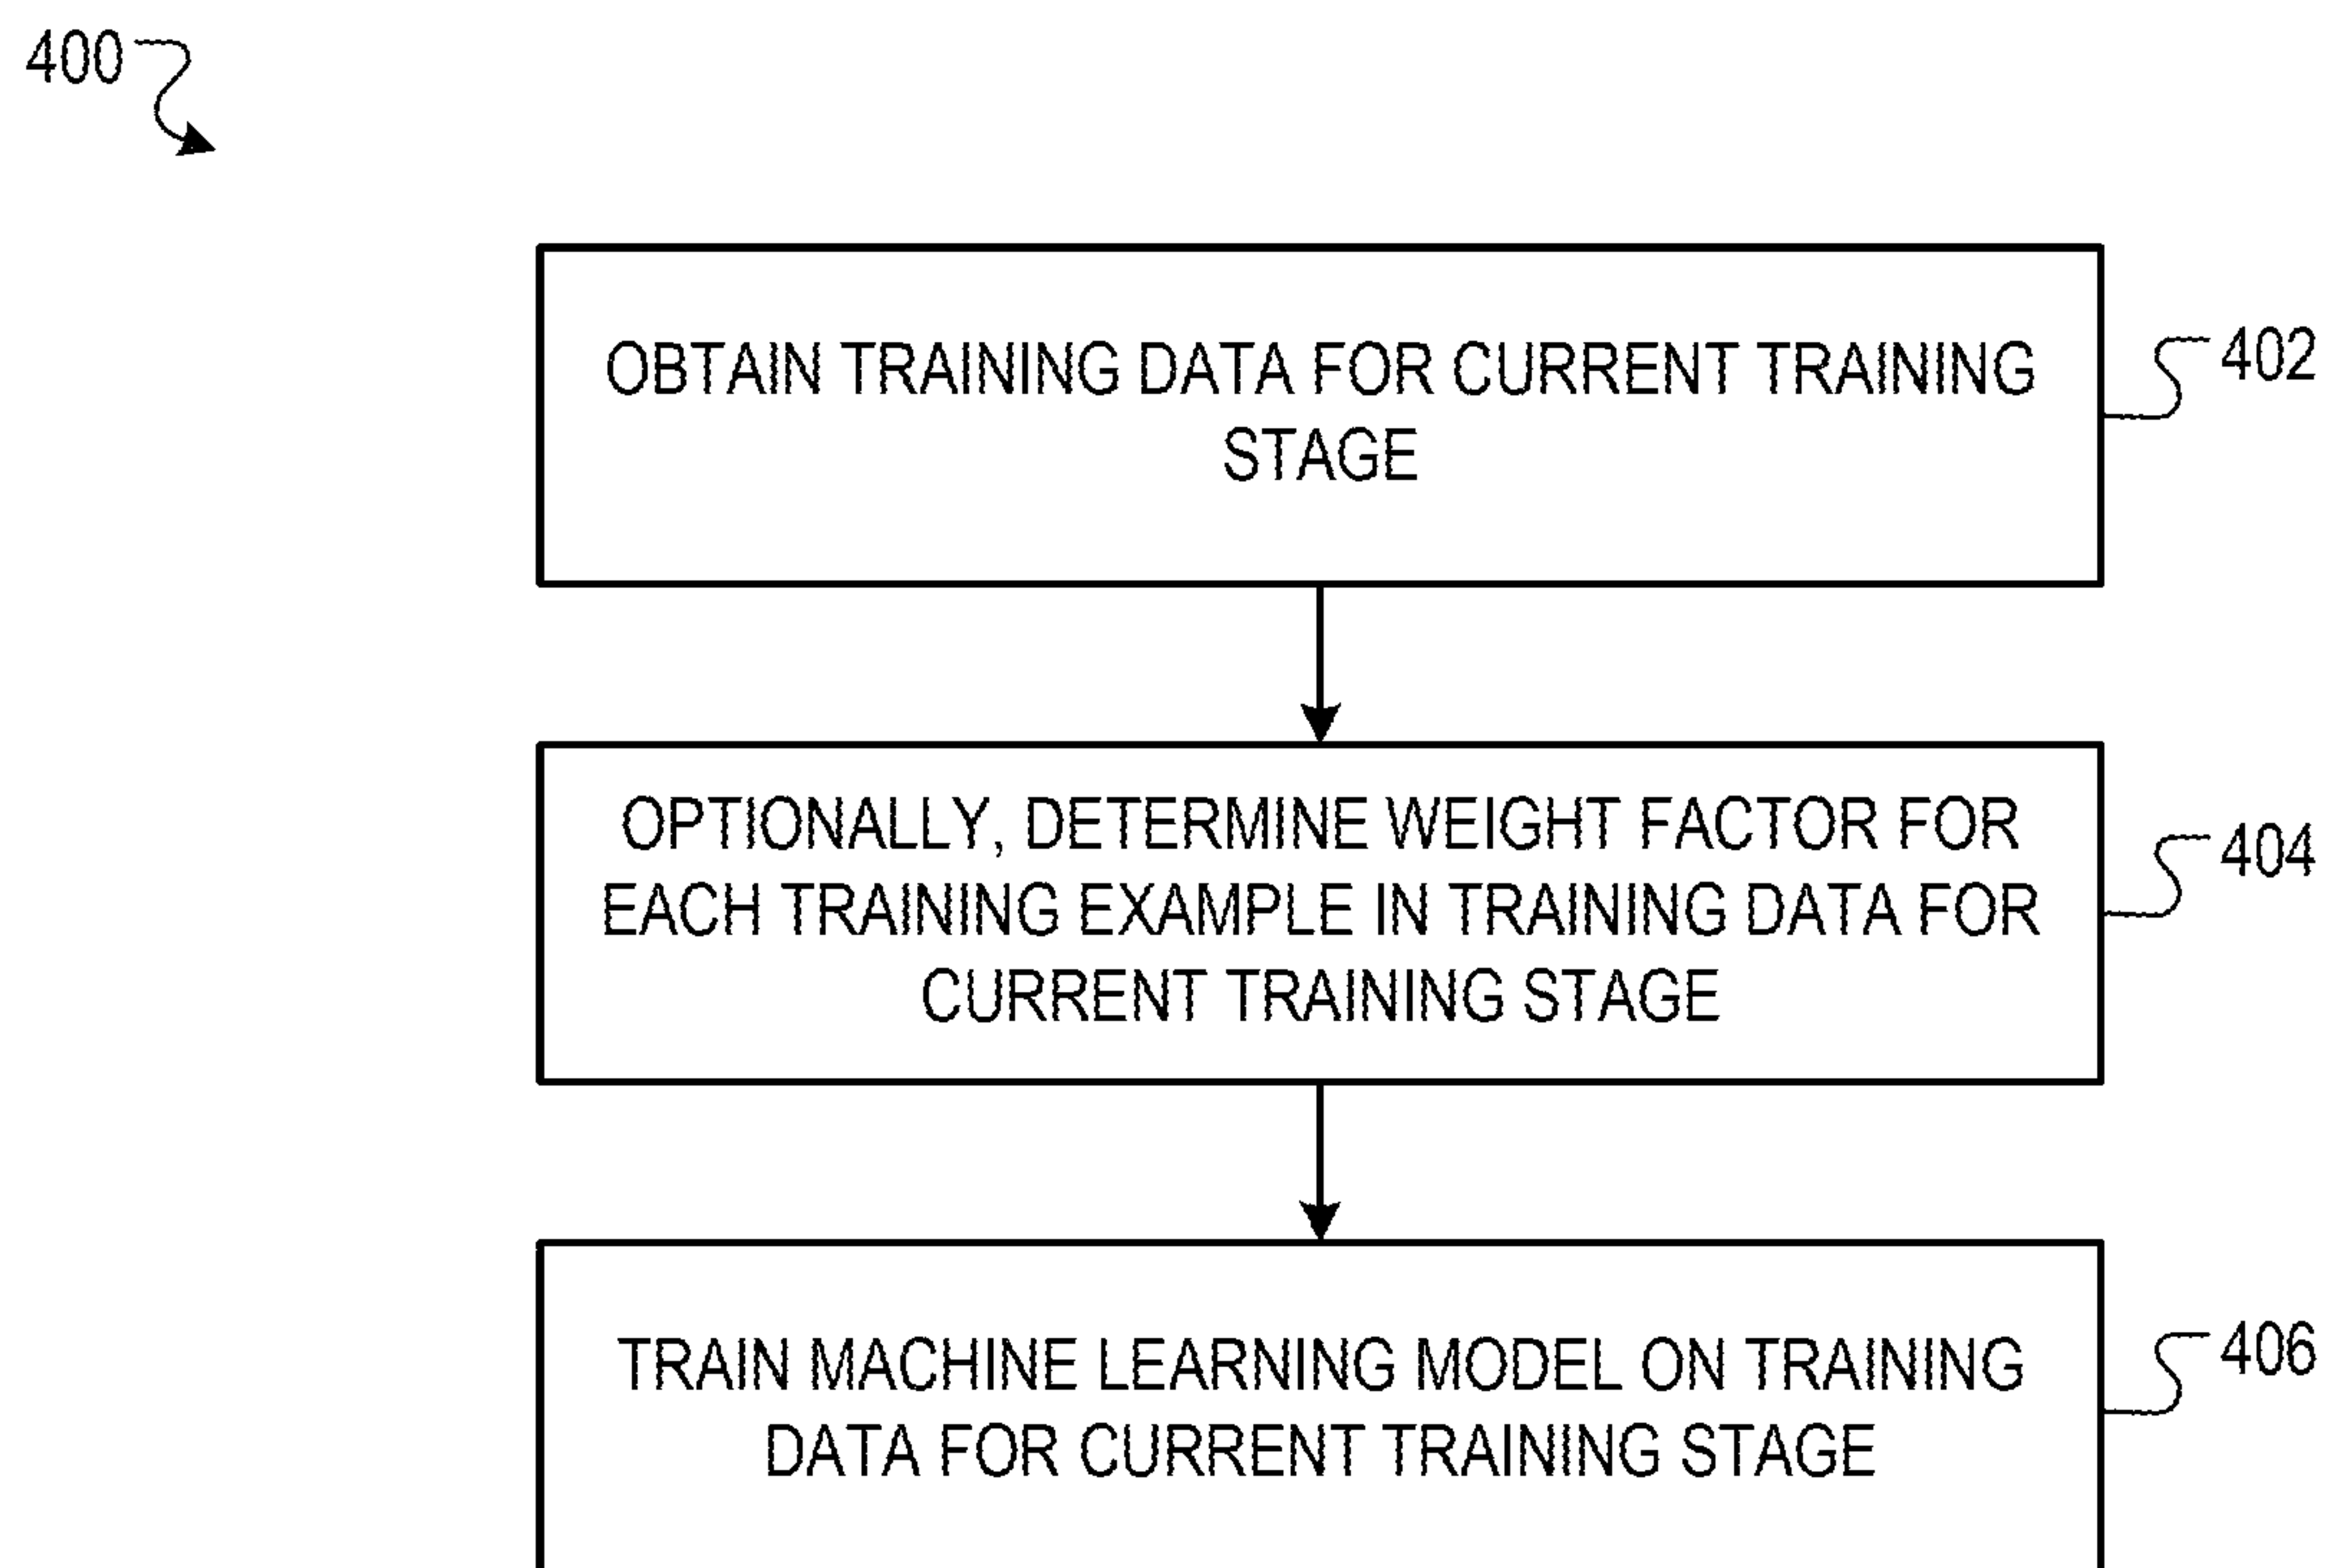 400
OBTAIN TRAINING DATA FOR CURRENT TRAINING
STAGE
402
OPTIONALLY, DETERMINE WEIGHT FACTOR FOR
EACH TRAINING EXAMPLE IN TRAINING DATA FOR
CURRENT TRAINING STAGE
404
TRAIN MACHINE LEARNING MODEL ON TRAINING
DATA FOR CURRENT TRAINING STAGE
406